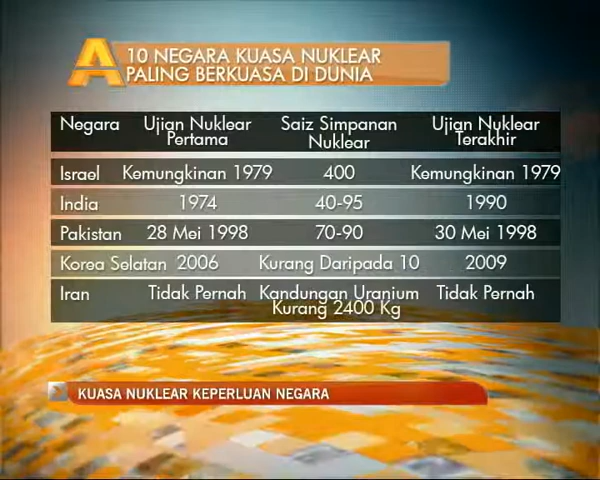 A
10 NEGARA KUASA NUKLEAR
PALING BERKUASA DI DUNIA
Negara Ujian Nuklear Pertama Saiz Simpanan Nuklear Ujian Nuklear Terakhir
Israel Kemungkinan 1979 400 Kemungkinan 1979
India 1974 40-95 1990
Pakistan 28 Mei 1998 70-90 30 Mei 1998
Korea Selatan 2006 Kurang Daripada 10 2009
Iran Tidak Pernah Kandungan Uranium Kurang 2400 Kg Tidak Pernah
KUASA NUKLEAR KEPERLUAN NEGARA